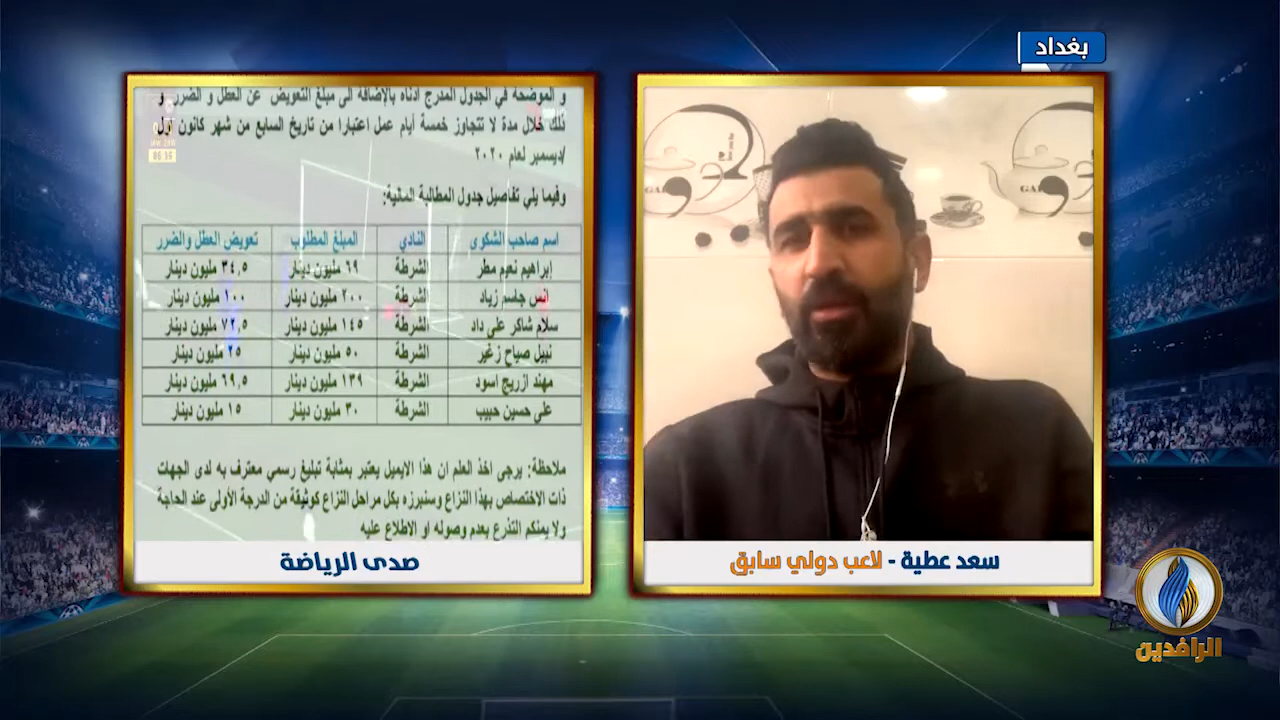 بغداد
و الموضحة في الجدول المدرج ادناه بالإضافة الى مبلغ التعويض عن العطل و الضرر و
ذلك خلال مدة لا تتجاوز خمسة أيام عمل اعتبارا من تاريخ السابع من شهر كانون اول
/ديسمبر لعام ٢٠٢٠
وفيما يلي تفاصيل جدول المطالبة المالية:
اسم صاحب الشكوى النادي المبلغ المطلوب تعويض العطل والضرر
إبراهيم نعيم مطر الشرطة ٦٩ مليون دينار ٣٤,٥ مليون دينار
انس جاسم زياد الشرطة ٢٠٠ مليون دينار ١٠٠ مليون دينار
سلام شاكر على داد الشرطة ١٤٥ مليون دينار ٧٢,٥ مليون دينار
نبيل صباح زغير الشرطة ٥٠ مليون دينار ٢٥ مليون دينار
مهند ازريج اسود الشرطة ١٣٩ مليون دينار ٦٩,٥ مليون دينار
على حسين حبيب الشرطة ٣٠ مليون دينار ١٥ مليون دينار
ملاحظة: يرجى اخذ العلم ان هذا الايميل يعتبر بمثابة تبليغ رسمي معترف به لدى الجهات
ذات الاختصاص بهذا النزاع وسنبرزه بكل مراحل النزاع كوثيقة من الدرجة الأولى عند الحاجة
ولا يمنكم التذرع بعدم وصوله او الاطلاع عليه
صدى الرياضة
سعد عطية - لاعب دولي سابق
الرافدين